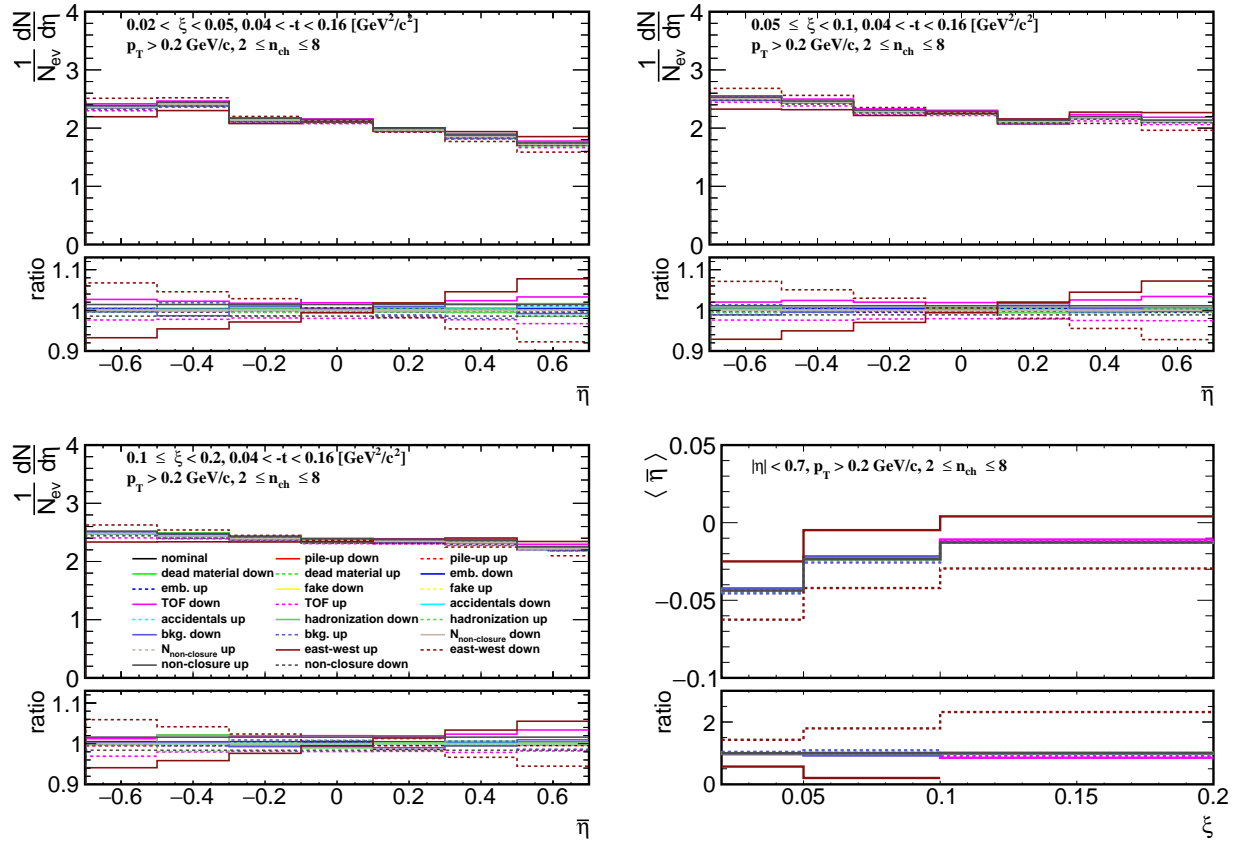 1/N_ev dN/dη
0.02 < ξ < 0.05, 0.04 < -t < 0.16 [GeV²/c²]
p_T > 0.2 GeV/c, 2 ≤ n_ch ≤ 8
4
3
2
1
0
ratio
1.1
1
0.9
−0.6 −0.4 −0.2 0 0.2 0.4 0.6
η̅
1/N_ev dN/dη
0.05 ≤ ξ < 0.1, 0.04 < -t < 0.16 [GeV²/c²]
p_T > 0.2 GeV/c, 2 ≤ n_ch ≤ 8
4
3
2
1
0
ratio
1.1
1
0.9
−0.6 −0.4 −0.2 0 0.2 0.4 0.6
η̅
1/N_ev dN/dη
0.1 ≤ ξ < 0.2, 0.04 < -t < 0.16 [GeV²/c²]
p_T > 0.2 GeV/c, 2 ≤ n_ch ≤ 8
4
3
2
1
0
nominal pile-up down pile-up up
dead material down dead material up emb. down
emb. up fake down fake up
TOF down TOF up accidentals down
accidentals up hadronization down hadronization up
bkg. down bkg. up N_non-closure down
N_non-closure up east-west up east-west down
non-closure up non-closure down
ratio
1.1
1
0.9
−0.6 −0.4 −0.2 0 0.2 0.4 0.6
η̅
⟨ η̅ ⟩
|η| < 0.7, p_T > 0.2 GeV/c, 2 ≤ n_ch ≤ 8
0.05
0
−0.05
−0.1
ratio
2
1
0
0.05 0.1 0.15 0.2
ξ